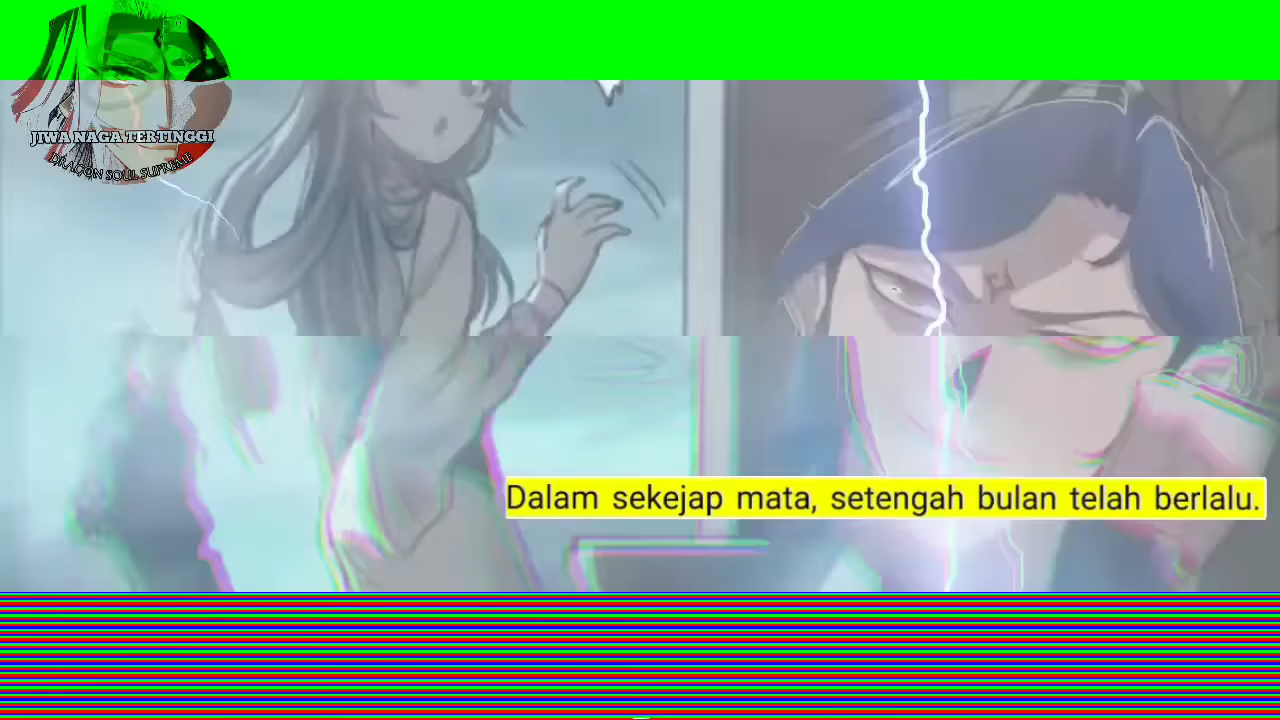 JIWA NAGA TERTINGGI
DRAGON SOUL SUPREME
Dalam sekejap mata, setengah bulan telah berlalu.